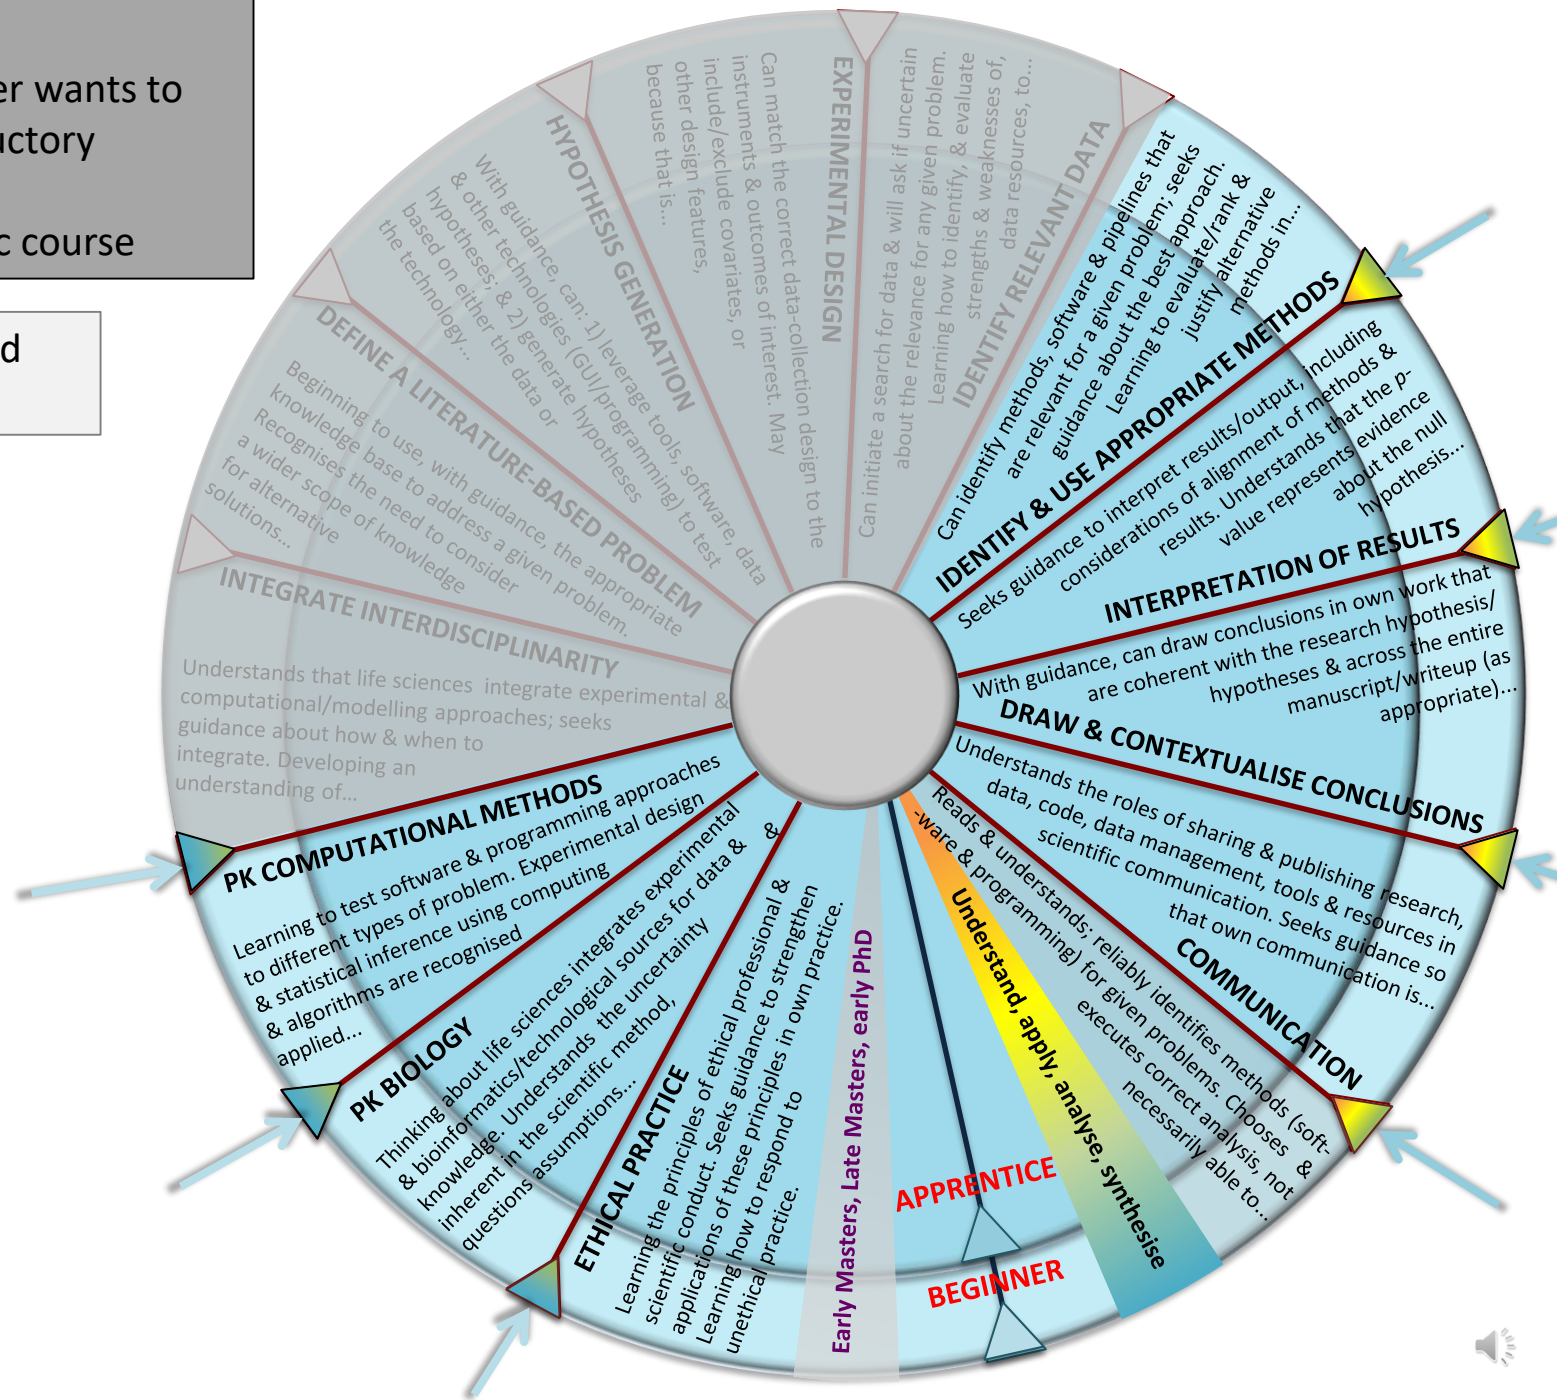 er wants to
uctory
c course
d
EXPERIMENTAL DESIGN
Can match the correct data-collection design to the
instruments & outcomes of interest. May
include/exclude covariates, or
other design features,
because that is...
IDENTIFY RELEVANT DATA
Can initiate a search for data & will ask if uncertain
about the relevance for any given problem.
Learning how to identify, & evaluate
strengths & weaknesses of,
data resources, to...
IDENTIFY & USE APPROPRIATE METHODS
Can identify methods, software & pipelines that
are relevant for a given problem; seeks
guidance about the best approach.
Learning to evaluate/rank &
justify alternative
methods in...
INTERPRETATION OF RESULTS
Seeks guidance to interpret results/output, including
considerations of alignment of methods &
results. Understands that the p-
value represents evidence
about the null
hypothesis...
DRAW & CONTEXTUALISE CONCLUSIONS
With guidance, can draw conclusions in own work that
are coherent with the research hypothesis/
hypotheses & across the entire
manuscript/writeup (as
appropriate)...
COMMUNICATION
Understands the roles of sharing & publishing research,
data, code, data management, tools & resources in
scientific communication. Seeks guidance so
that own communication is...
Reads & understands; reliably identifies methods (soft-
-ware & programming) for given problems. Chooses &
executes correct analysis, not
necessarily able to...
Understand, apply, analyse, synthesise
APPRENTICE
BEGINNER
Early Masters, Late Masters, early PhD
ETHICAL PRACTICE
Learning the principles of ethical professional &
scientific conduct. Seeks guidance to strengthen
applications of these principles in own practice.
Learning how to respond to
unethical practice.
PK BIOLOGY
Thinking about life sciences integrates experimental &
& bioinformatics/technological sources for data &
knowledge. Understands the uncertainty
inherent in the scientific method,
questions assumptions...
PK COMPUTATIONAL METHODS
Learning to test software & programming approaches
to different types of problem. Experimental design
& statistical inference using computing
& algorithms are recognised
applied...
INTEGRATE INTERDISCIPLINARITY
Understands that life sciences integrate experimental &
computational/modelling approaches; seeks
guidance about how & when to
integrate. Developing an
understanding of...
DEFINE A LITERATURE-BASED PROBLEM
Beginning to use, with guidance, the appropriate
knowledge base to address a given problem.
Recognises the need to consider
a wider scope of knowledge
for alternative
solutions...
HYPOTHESIS GENERATION
With guidance, can: 1) leverage tools, software, data
& other technologies (GUI/programming) to test
hypotheses; & 2) generate hypotheses
based on either the data or
the technology...